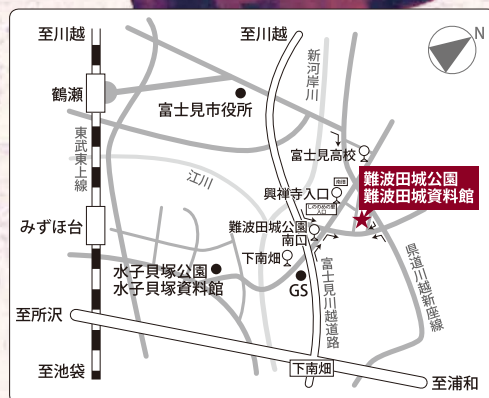 至川越
至川越
N
新河岸川
鶴瀬
富士見市役所
東武東上線
富士見高校
難波田城公園
難波田城資料館
江川
南畑
興禅寺入口
みずほ台
難波田城公園
南口
下南畑
水子貝塚公園
水子貝塚資料館
GS
富士見川越道路
県道川越新座線
至所沢
下南畑
至池袋
至浦和